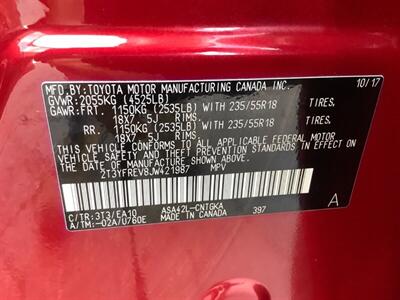 MFD.BY:TOYOTA MOTOR MANUFACTURING CANADA INC. 10/17
GVWR:2055KG (4525LB)
GAWR:FRT. 1150KG (2535LB) WITH 235/55R18 TIRES.
18X7 . 5J RIMS.
RR. 1150KG (2535LB) WITH 235/55R18 TIRES.
18X7 . 5J RIMS.
THIS VEHICLE CONFORMS TO ALL APPLICABLE FEDERAL MOTOR
VEHICLE SAFETY AND THEFT PREVENTION STANDARDS IN EFFECT ON
THE DATE OF MANUFACTURE SHOWN ABOVE.
2T3YFREV8JW421987 MPV
C/TR:3T3/EA10 ASA42L-CNTGKA A
A/TM:-02A/U760E MADE IN CANADA 397